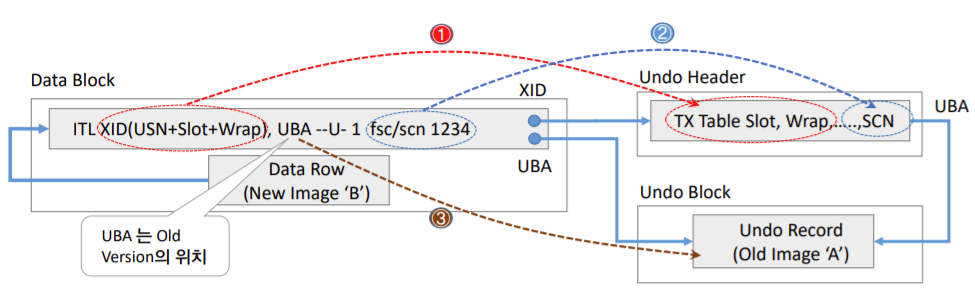 ①
②
Data Block
XID
Undo Header
UBA
ITL XID(USN+Slot+Wrap), UBA --U- 1 fsc/scn 1234
TX Table Slot, Wrap,.....,SCN
UBA
Data Row
(New Image ‘B’)
Undo Block
③
UBA 는 Old
Version의 위치
Undo Record
(Old Image ‘A’)